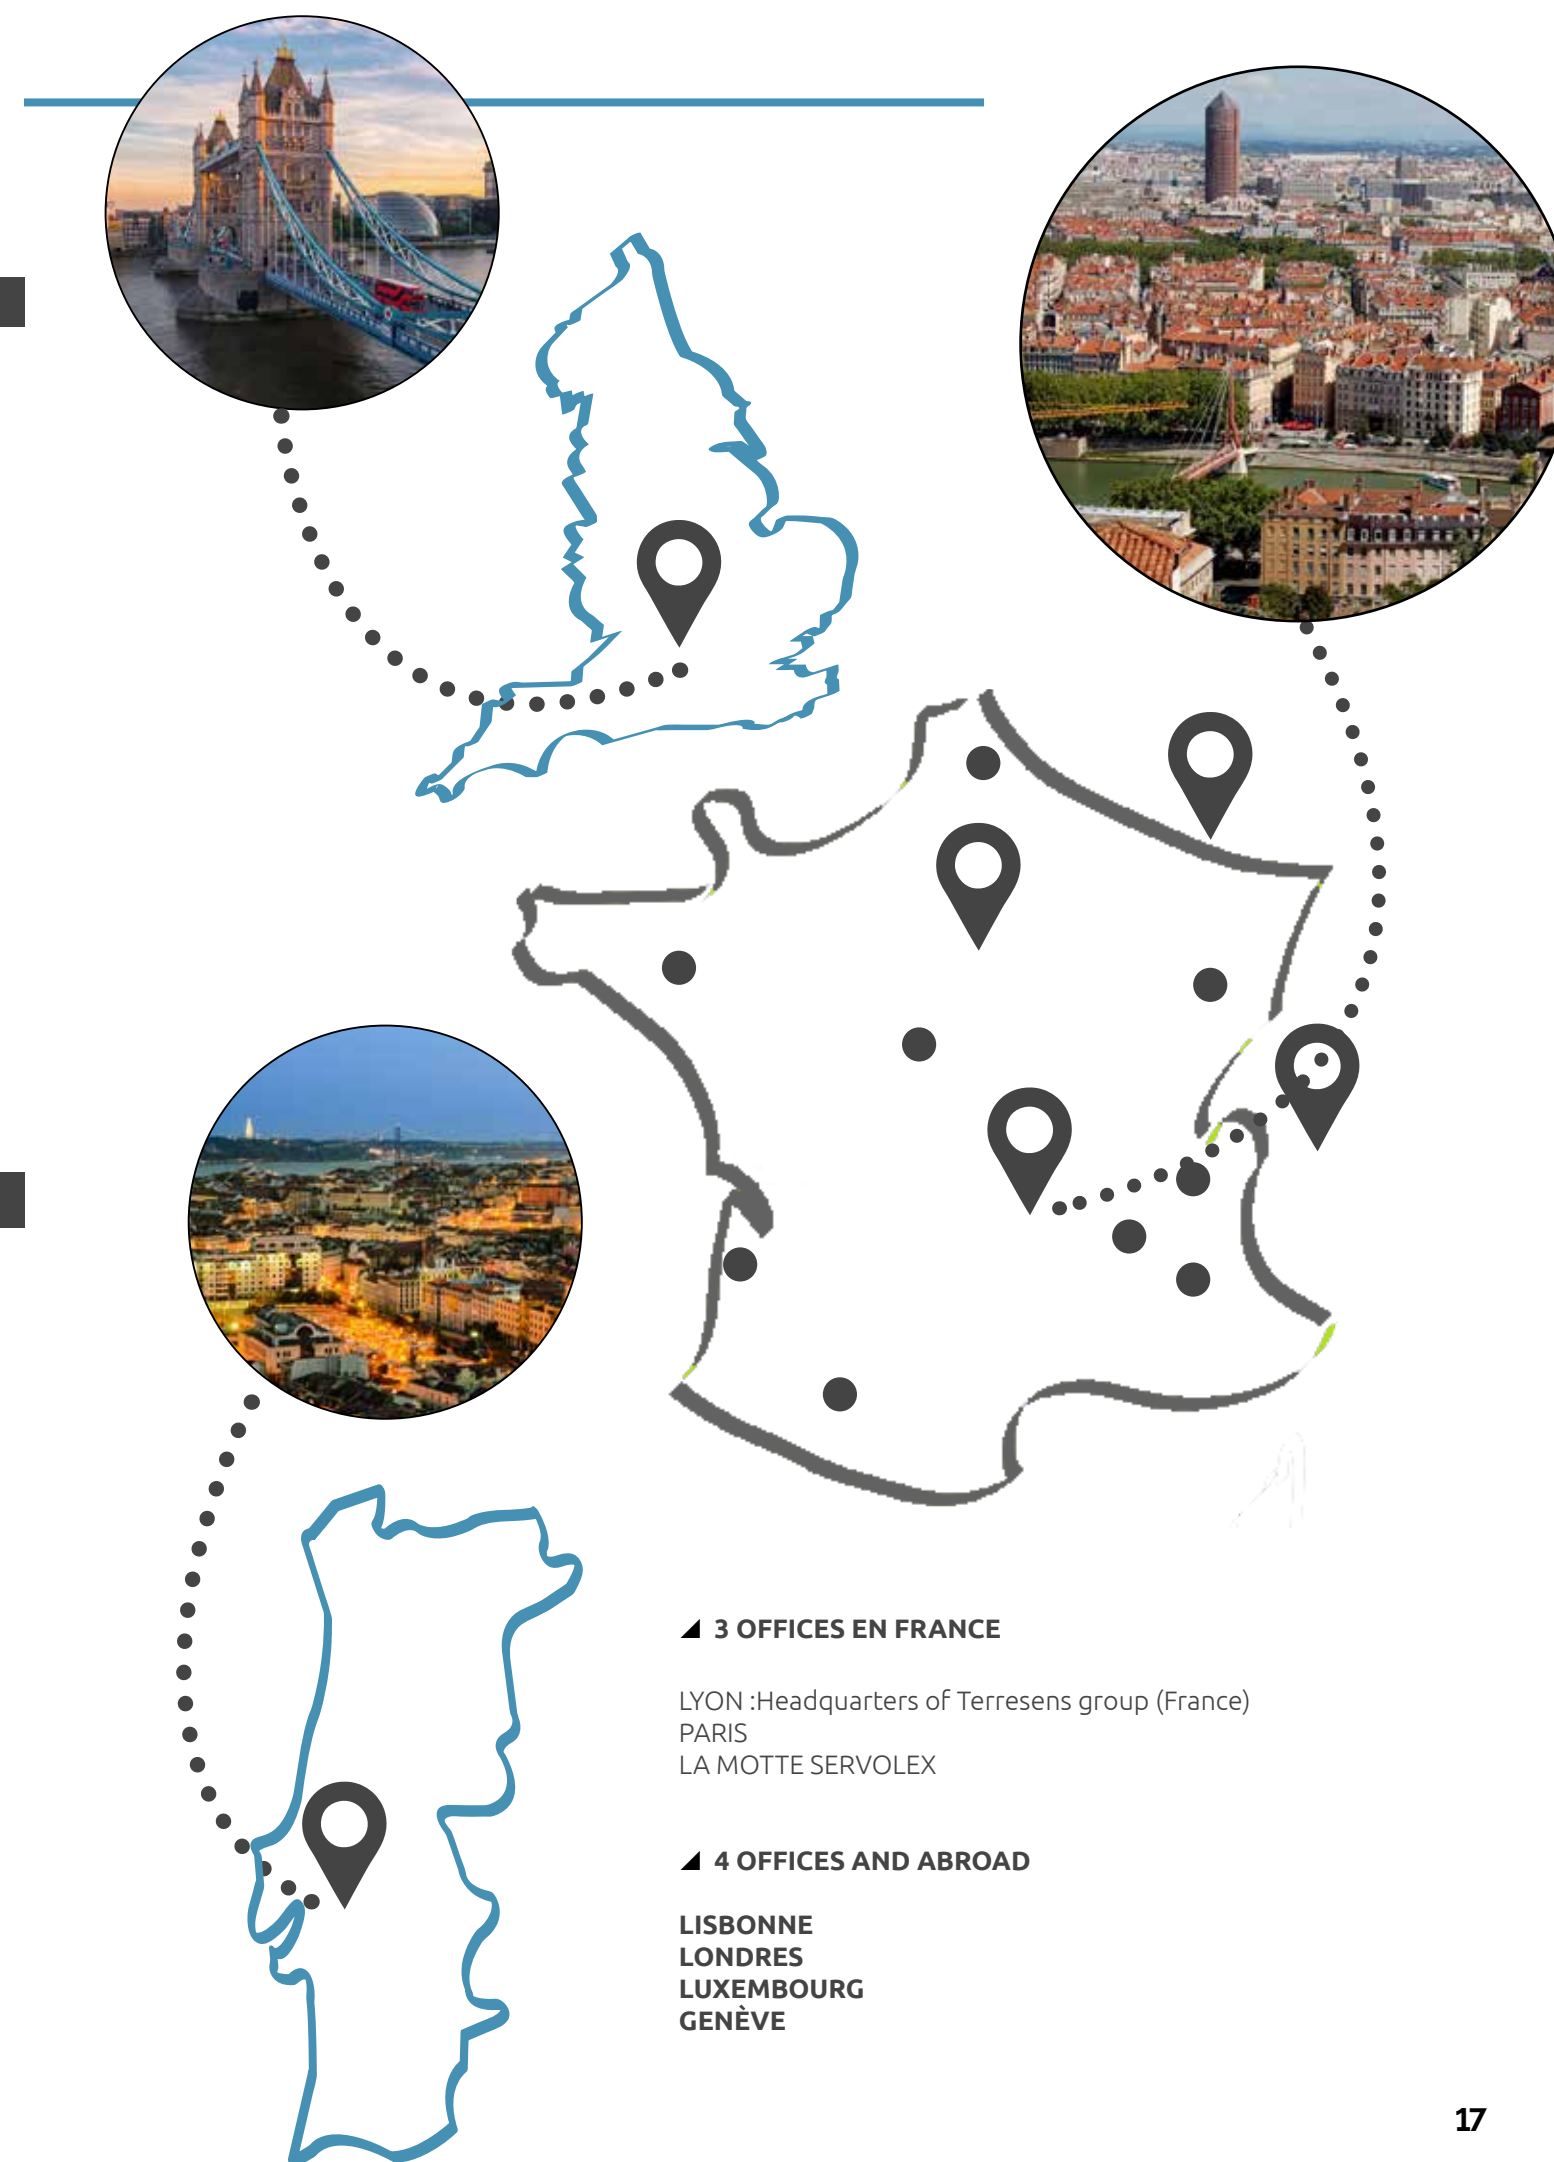 3 OFFICES EN FRANCE
LYON :Headquarters of Terresens group (France)
PARIS
LA MOTTE SERVOLEX
4 OFFICES AND ABROAD
LISBONNE
LONDRES
LUXEMBOURG
GENÈVE
17